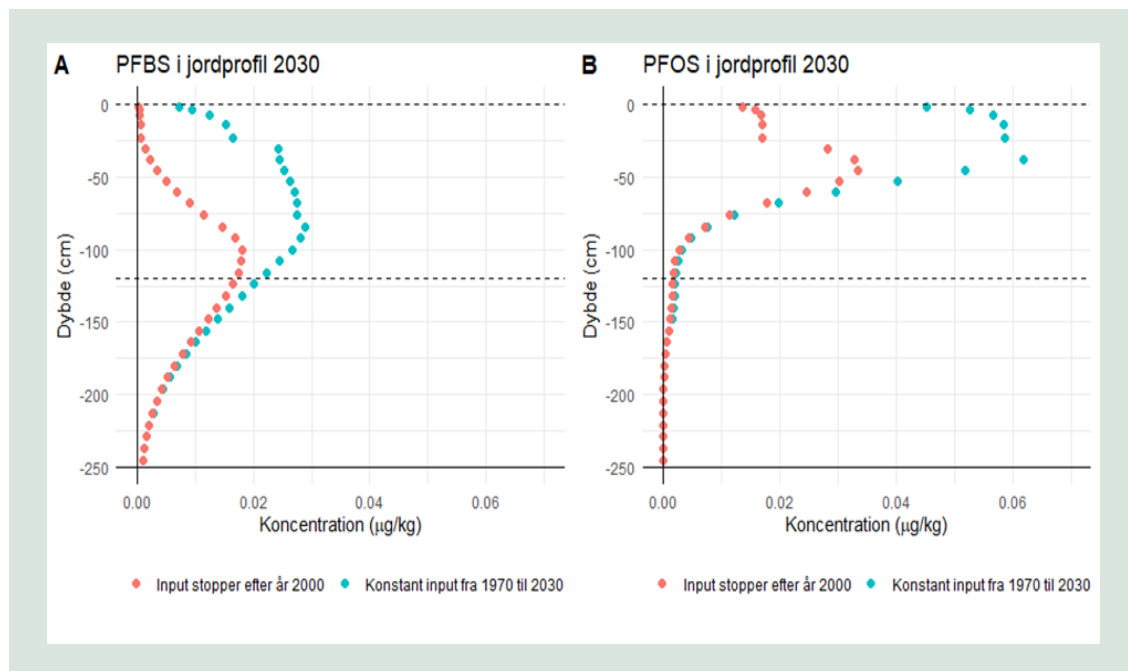 A PFBS i jordprofil 2030
0
-50
-100
-150
-200
-250
Dybde (cm)
0.00 0.02 0.04 0.06
Koncentration (μg/kg)
Input stopper efter år 2000 Konstant input fra 1970 til 2030
B PFOS i jordprofil 2030
0
-50
-100
-150
-200
-250
Dybde (cm)
0.00 0.02 0.04 0.06
Koncentration (μg/kg)
Input stopper efter år 2000 Konstant input fra 1970 til 2030